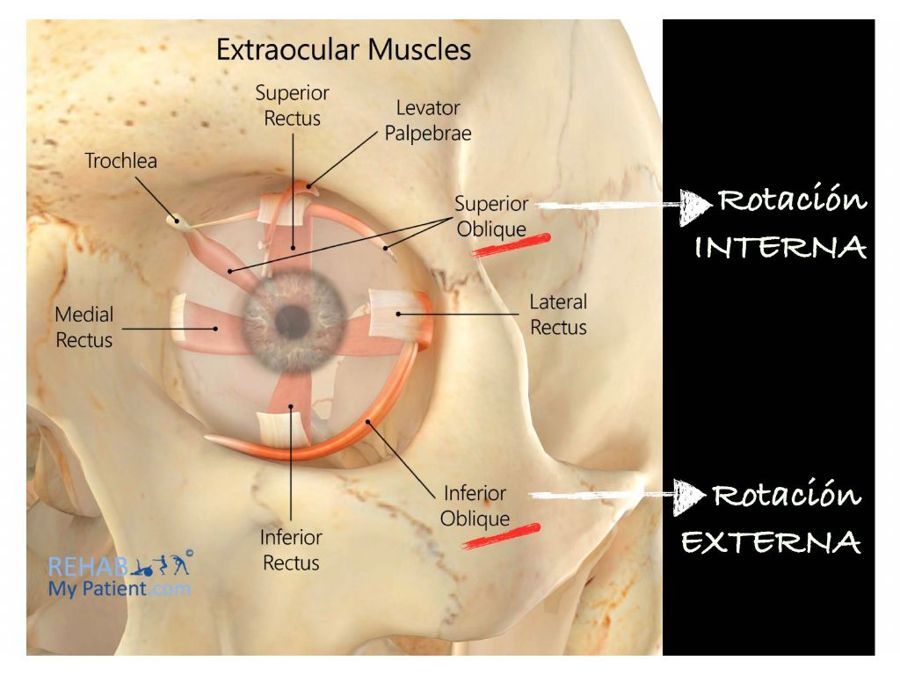 Extraocular Muscles
Superior
Rectus
Levator
Palpebrae
Trochlea
Superior
Oblique
Rotación
INTERNA
Medial
Rectus
Lateral
Rectus
Inferior
Oblique
Rotación
EXTERNA
Inferior
Rectus
REHAB ©
My Patient.com